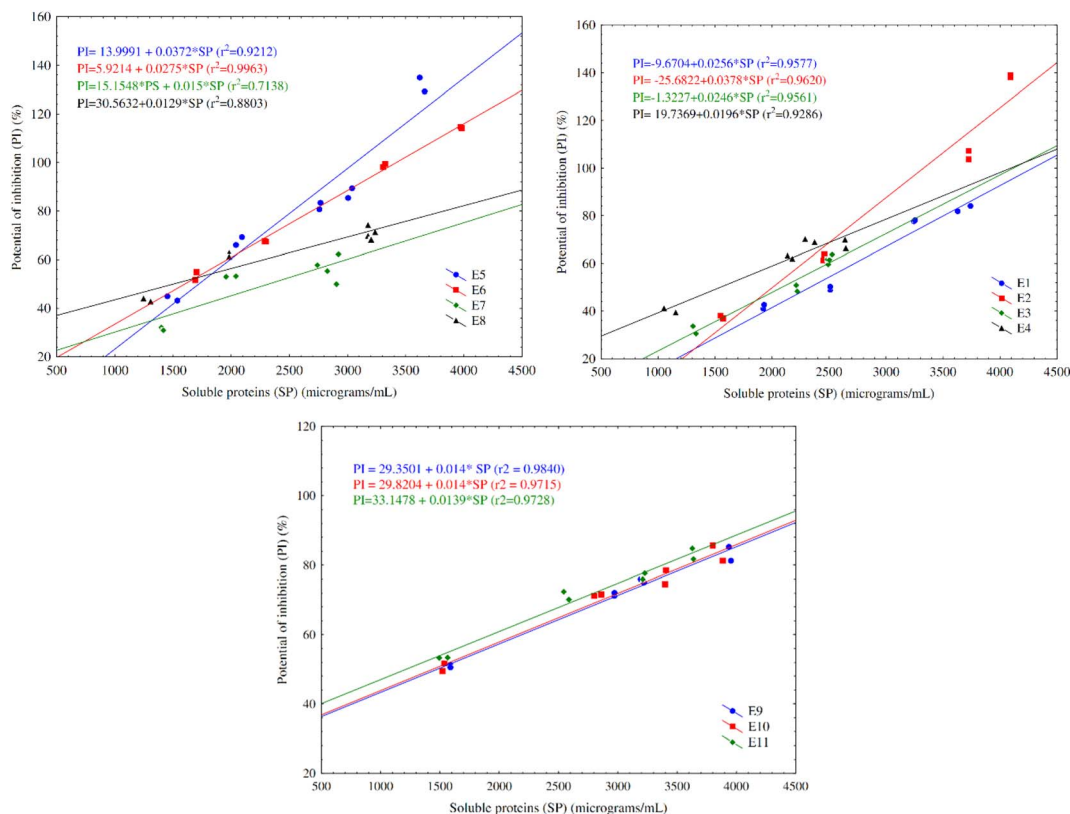 PI= 13.9991 + 0.0372*SP (r²=0.9212)
PI=5.9214 + 0.0275*SP (r²=0.9963)
PI=15.1548*PS + 0.015*SP (r²=0.7138)
PI=30.5632+0.0129*SP (r²=0.8803)
Potential of inhibition (PI) (%)
160
140
120
100
80
60
40
20
E5
E6
E7
E8
500 1000 1500 2000 2500 3000 3500 4000 4500
Soluble proteins (SP) (micrograms/mL)
PI=-9.6704+0.0256*SP (r²=0.9577)
PI= -25.6822+0.0378*SP (r²=0.9620)
PI=-1.3227+0.0246*SP (r²=0.9561)
PI= 19.7369+0.0196*SP (r²=0.9286)
Potential of inhibition (PI) (%)
160
140
120
100
80
60
40
20
E1
E2
E3
E4
500 1000 1500 2000 2500 3000 3500 4000 4500
Soluble proteins (SP) (micrograms/mL)
PI = 29.3501 + 0.014* SP (r2 = 0.9840)
PI = 29.8204 + 0.014*SP (r2 = 0.9715)
PI=33.1478 + 0.0139*SP (r2=0.9728)
Potential of inhibition (PI) (%)
120
100
80
60
40
20
E9
E10
E11
500 1000 1500 2000 2500 3000 3500 4000 4500
Soluble proteins (SP) (micrograms/mL)